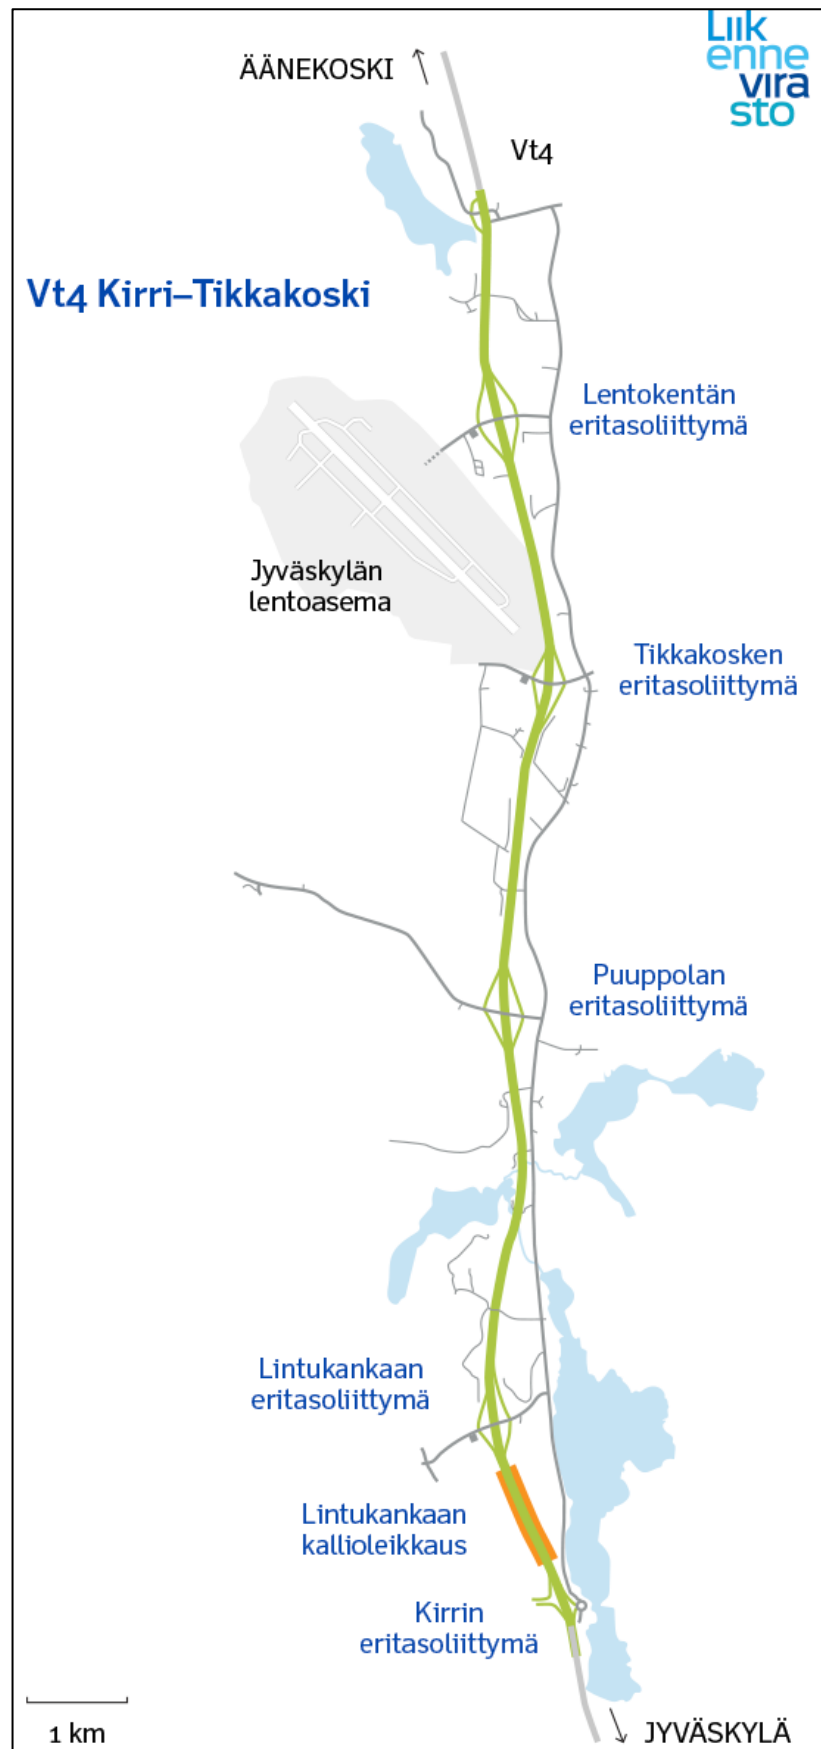 Liik
enne
vira
sto
ÄÄNEKOSKI
Vt4
Vt4 Kirri–Tikkakoski
Lentokentän
eritasoliittymä
Jyväskylän
lentoasema
Tikkakosken
eritasoliittymä
Puuppolan
eritasoliittymä
Lintukankaan
eritasoliittymä
Lintukankaan
kallioleikkaus
Kirrin
eritasoliittymä
1 km
JYVÄSKYLÄ